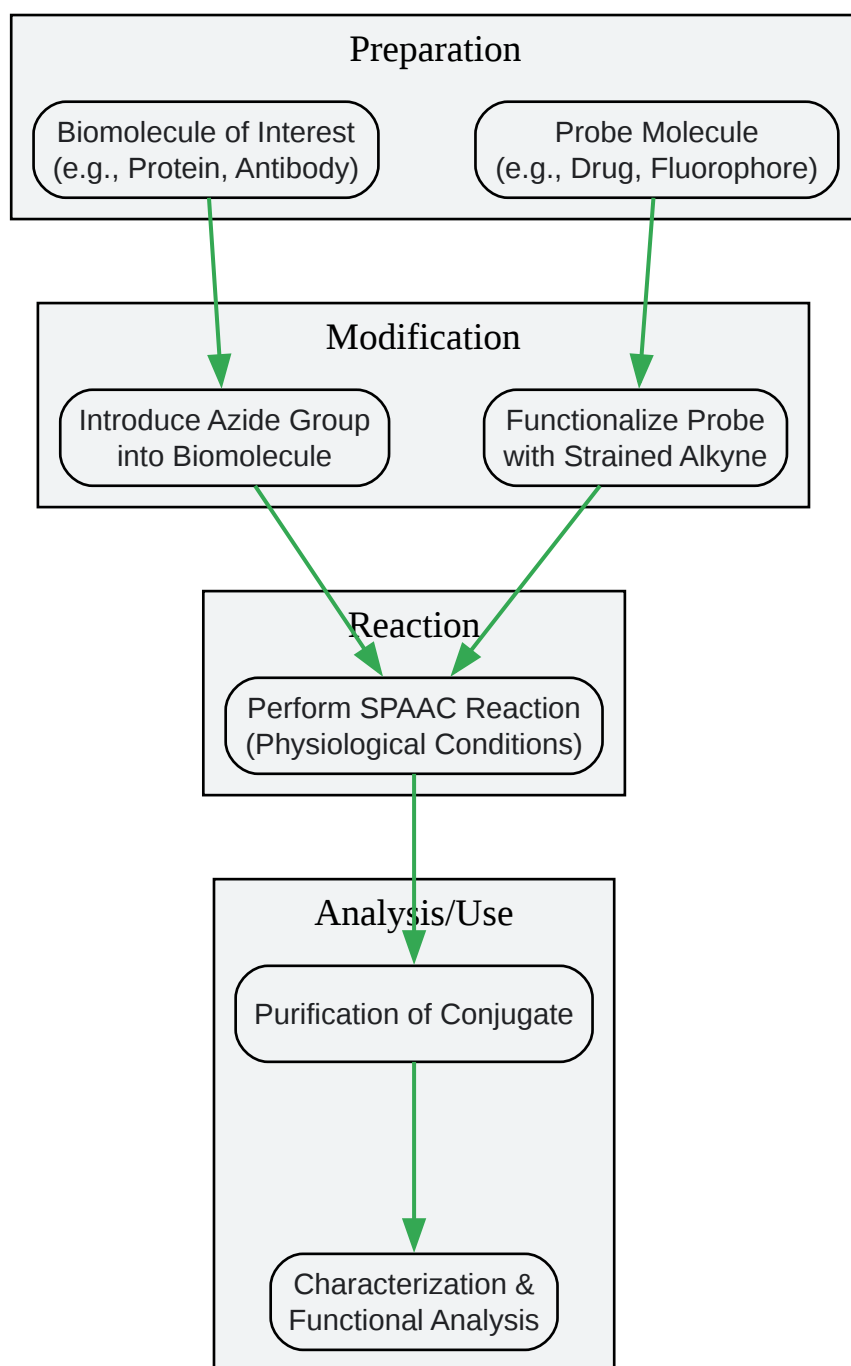 Preparation
Biomolecule of Interest
(e.g., Protein, Antibody)
Probe Molecule
(e.g., Drug, Fluorophore)
Modification
Introduce Azide Group
into Biomolecule
Functionalize Probe
with Strained Alkyne
Reaction
Perform SPAAC Reaction
(Physiological Conditions)
Analysis/Use
Purification of Conjugate
Characterization &
Functional Analysis